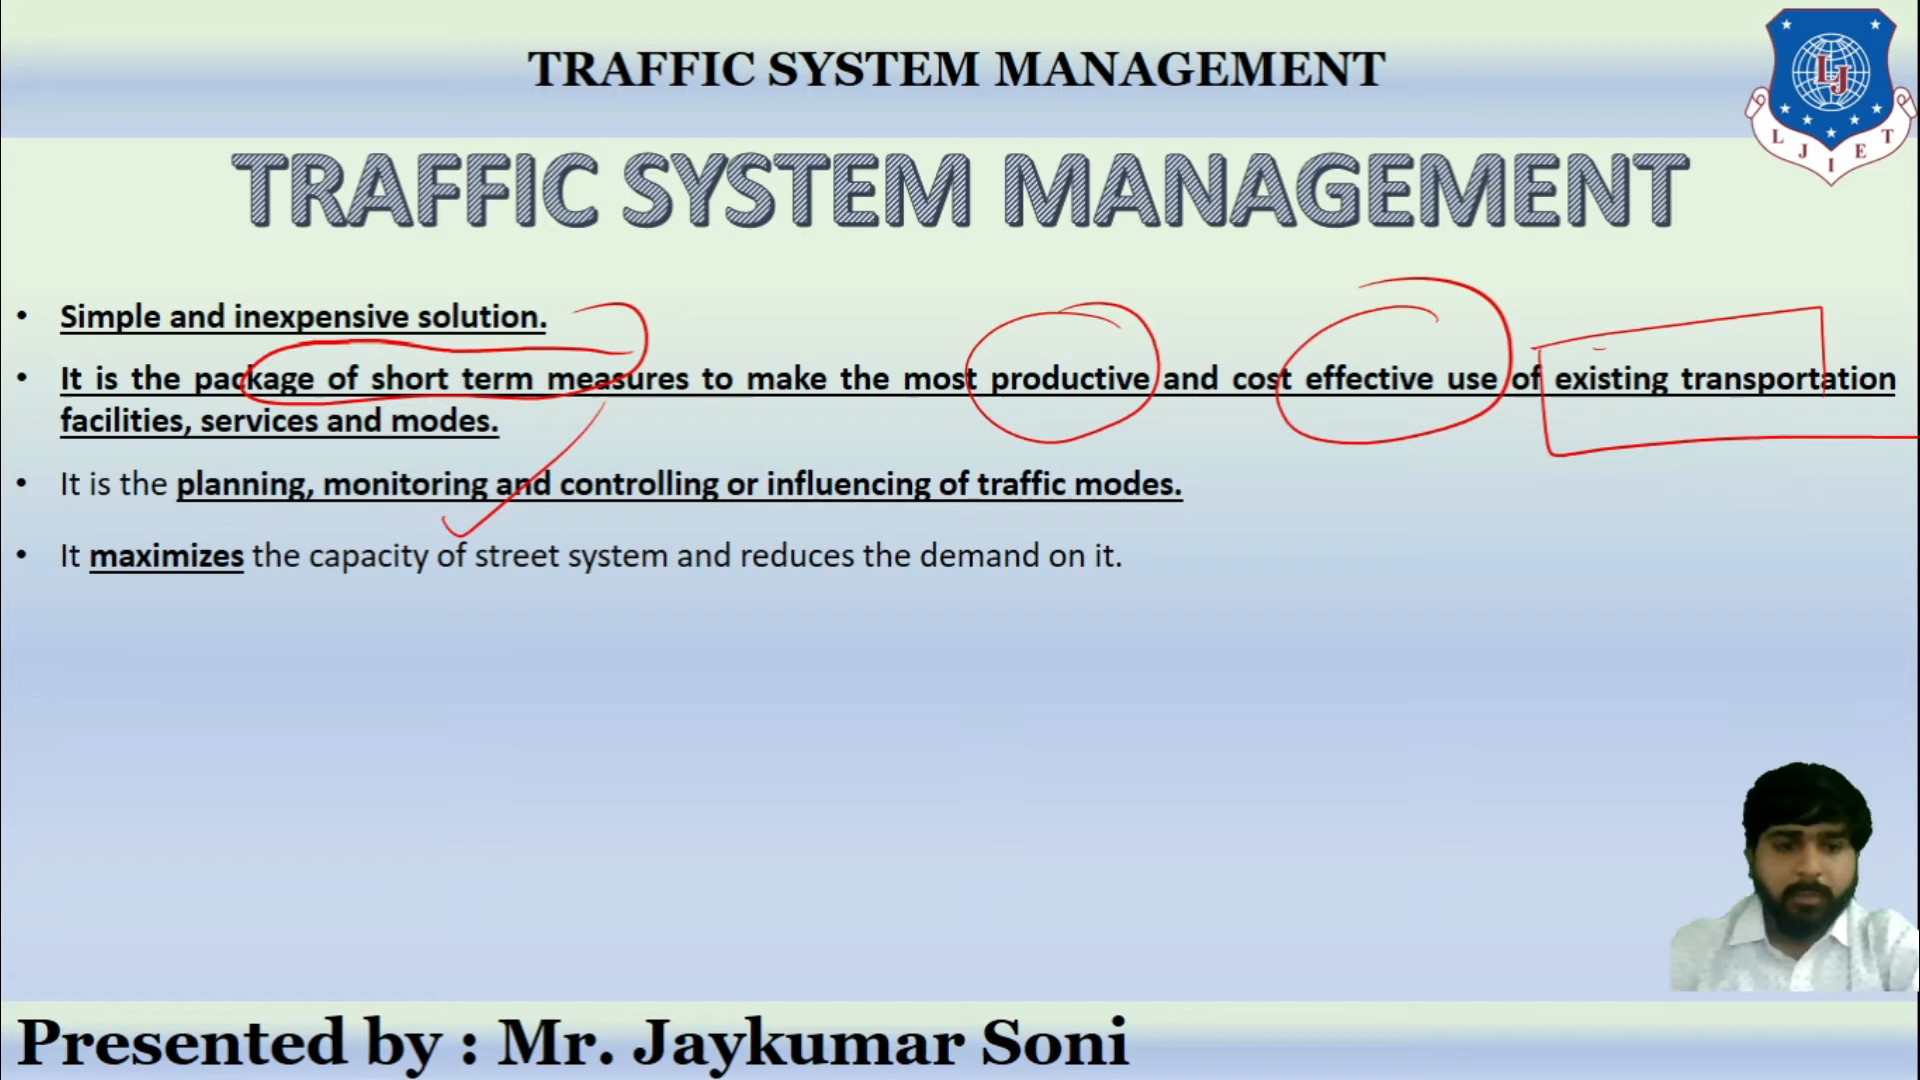 TRAFFIC SYSTEM MANAGEMENT
LJ
L J I E T
TRAFFIC SYSTEM MANAGEMENT
• Simple and inexpensive solution.
• It is the package of short term measures to make the most productive and cost effective use of existing transportation
facilities, services and modes.
• It is the planning, monitoring and controlling or influencing of traffic modes.
• It maximizes the capacity of street system and reduces the demand on it.
Presented by : Mr. Jaykumar Soni